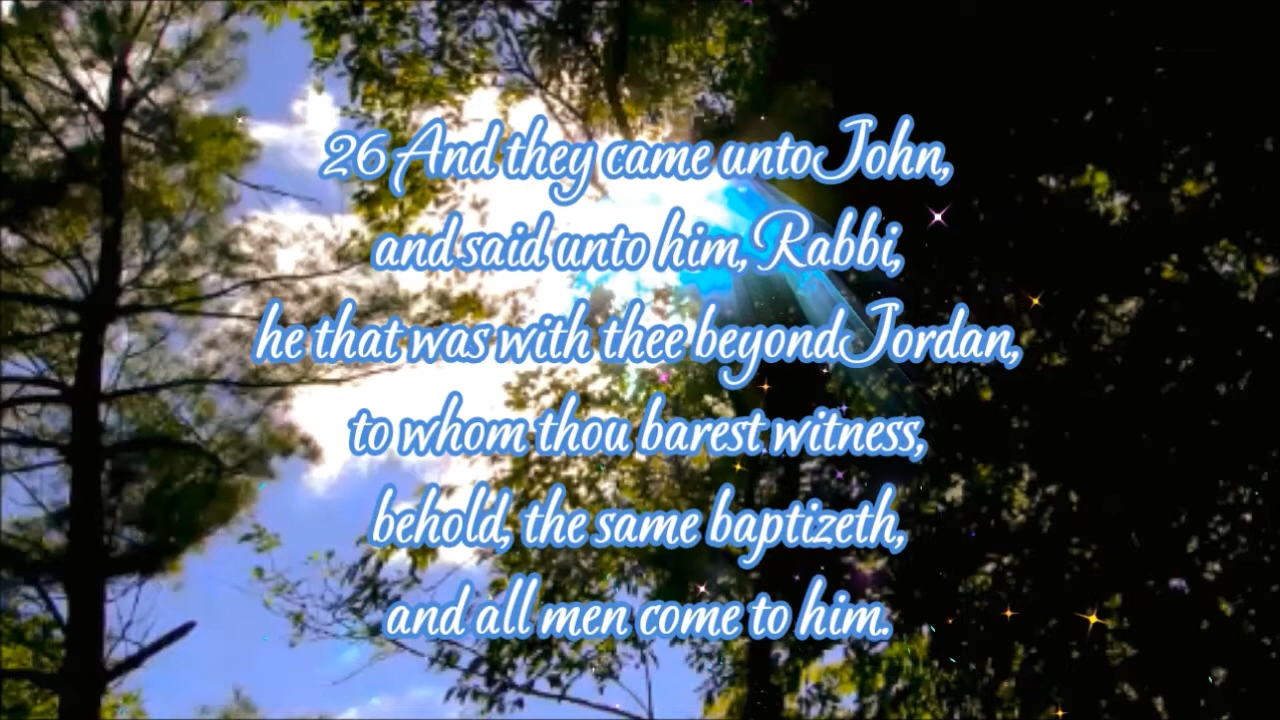 26 And they came unto John,
and said unto him, Rabbi,
he that was with thee beyond Jordan,
to whom thou barest witness,
behold, the same baptizeth,
and all men come to him.